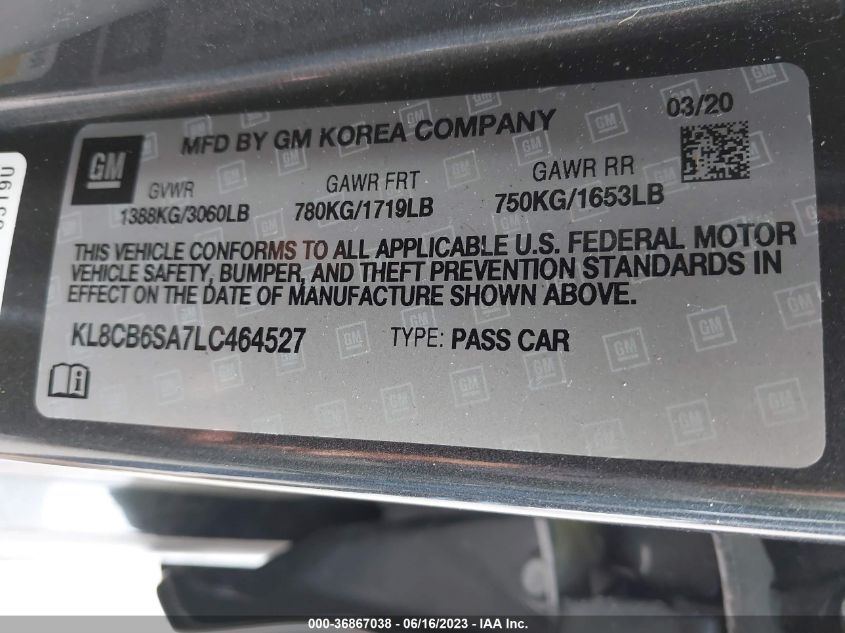 03/20
MFD BY GM KOREA COMPANY
GM
GVWR GAWR FRT GAWR RR
1388KG/3060LB 780KG/1719LB 750KG/1653LB
THIS VEHICLE CONFORMS TO ALL APPLICABLE U.S. FEDERAL MOTOR
VEHICLE SAFETY, BUMPER, AND THEFT PREVENTION STANDARDS IN
EFFECT ON THE DATE OF MANUFACTURE SHOWN ABOVE.
KL8CB6SA7LC464527 TYPE: PASS CAR
000-36867038 - 06/16/2023 - IAA Inc.